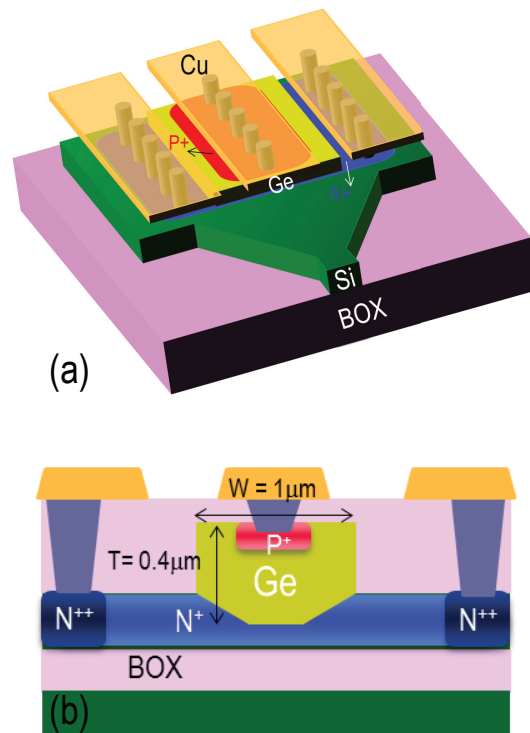 Cu
P+
Ge
N+
Si
BOX
(a)
W = 1μm
T= 0.4μm
P+
Ge
N++
N+
N++
BOX
(b)